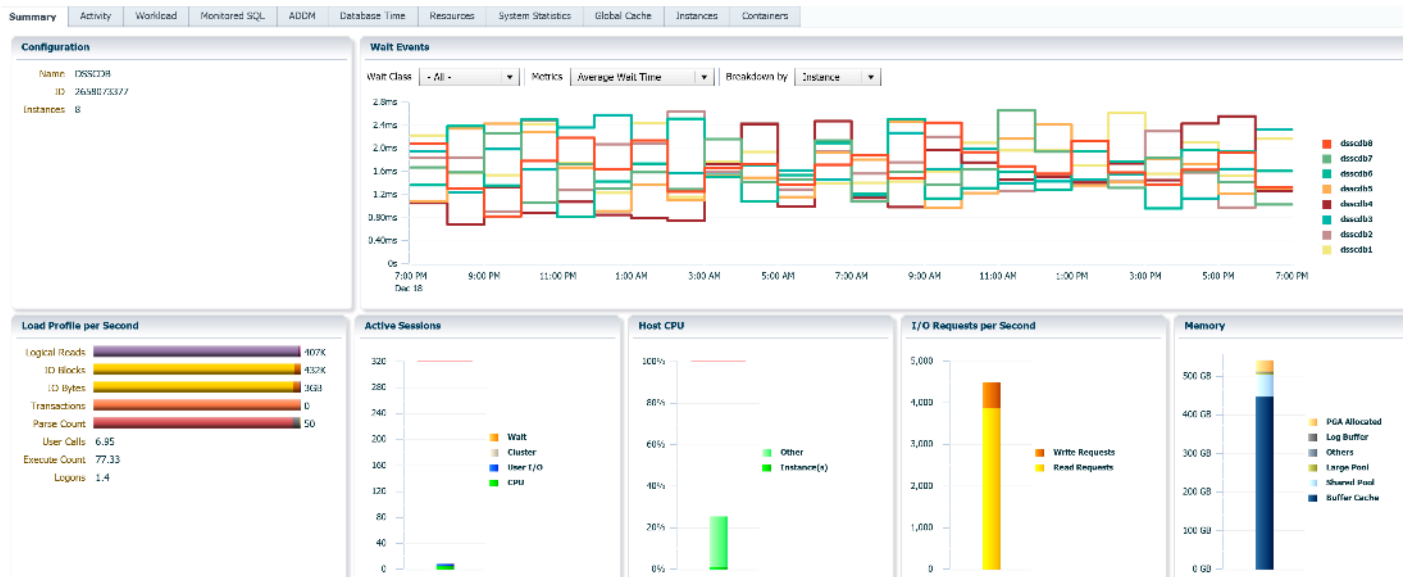 Summary Activity Workload Monitored SQL ADDM Database Time Resources System Statistics Global Cache Instances Containers
Configuration
Name DSSCDB
ID 2658073377
Instances 8
Wait Events
Wait Class - All - Metrics Average Wait Time Breakdown by Instance
2.8ms
2.4ms
2.0ms
1.6ms
1.2ms
0.80ms
0.40ms
0s
7:00 PM 9:00 PM 11:00 PM 1:00 AM 3:00 AM 5:00 AM 7:00 AM 9:00 AM 11:00 AM 1:00 PM 3:00 PM 5:00 PM 7:00 PM
Dec 18
dsscdb8
dsscdb7
dsscdb6
dsscdb5
dsscdb4
dsscdb3
dsscdb2
dsscdb1
Load Profile per Second
Logical Reads 407K
IO Blocks 432K
IO Bytes 3GB
Transactions 0
Parse Count 50
User Calls 6.95
Execute Count 77.33
Logons 1.4
Active Sessions
320
280
240
200
160
120
80
40
0
Wait
Cluster
User I/O
CPU
Host CPU
100%
80%
60%
40%
20%
0%
Other
Instance(s)
I/O Requests per Second
5,000
4,000
3,000
2,000
1,000
0
Write Requests
Read Requests
Memory
500 GB
400 GB
300 GB
200 GB
100 GB
0 GB
PGA Allocated
Log Buffer
Others
Large Pool
Shared Pool
Buffer Cache